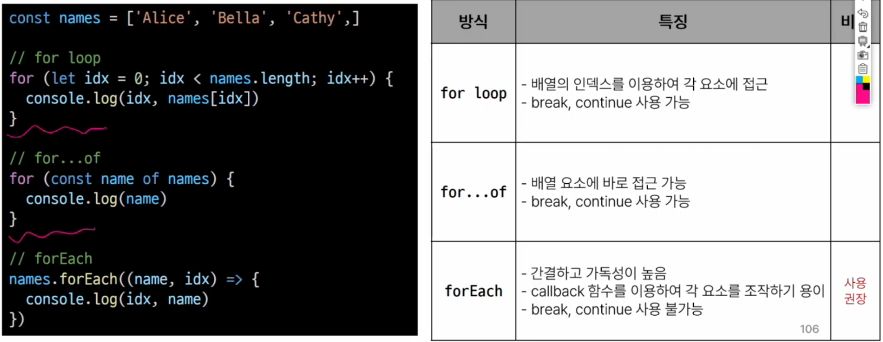 const names = ['Alice', 'Bella', 'Cathy',]
// for loop
for (let idx = 0; idx < names.length; idx++) {
  console.log(idx, names[idx])
}
// for...of
for (const name of names) {
  console.log(name)
}
// forEach
names.forEach((name, idx) => {
  console.log(idx, name)
})
방식 특징 비
for loop
- 배열의 인덱스를 이용하여 각 요소에 접근
- break, continue 사용 가능
for...of
- 배열 요소에 바로 접근 가능
- break, continue 사용 가능
forEach
- 간결하고 가독성이 높음
- callback 함수를 이용하여 각 요소를 조작하기 용이
- break, continue 사용 불가능
사용
권장
106